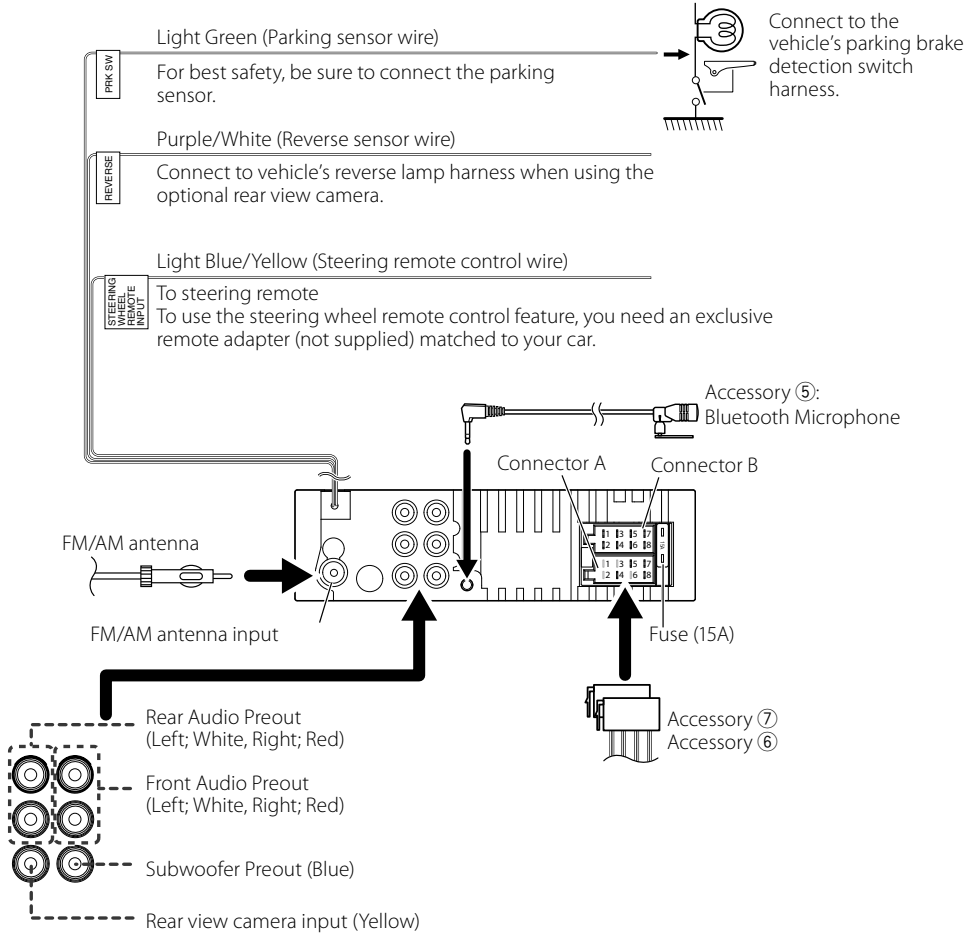 Light Green (Parking sensor wire)
PRK SW
For best safety, be sure to connect the parking
sensor.
Connect to the
vehicle's parking brake
detection switch
harness.
Purple/White (Reverse sensor wire)
REVERSE
Connect to vehicle's reverse lamp harness when using the
optional rear view camera.
Light Blue/Yellow (Steering remote control wire)
STEERING
WHEEL
REMOTE
INPUT
To steering remote
To use the steering wheel remote control feature, you need an exclusive
remote adapter (not supplied) matched to your car.
Accessory ⑤:
Bluetooth Microphone
Connector A
Connector B
1 3 5 7
2 4 6 8
1 3 5 7
2 4 6 8
15
FM/AM antenna
FM/AM antenna input
Fuse (15A)
Accessory ⑦
Accessory ⑥
Rear Audio Preout
(Left; White, Right; Red)
Front Audio Preout
(Left; White, Right; Red)
Subwoofer Preout (Blue)
Rear view camera input (Yellow)